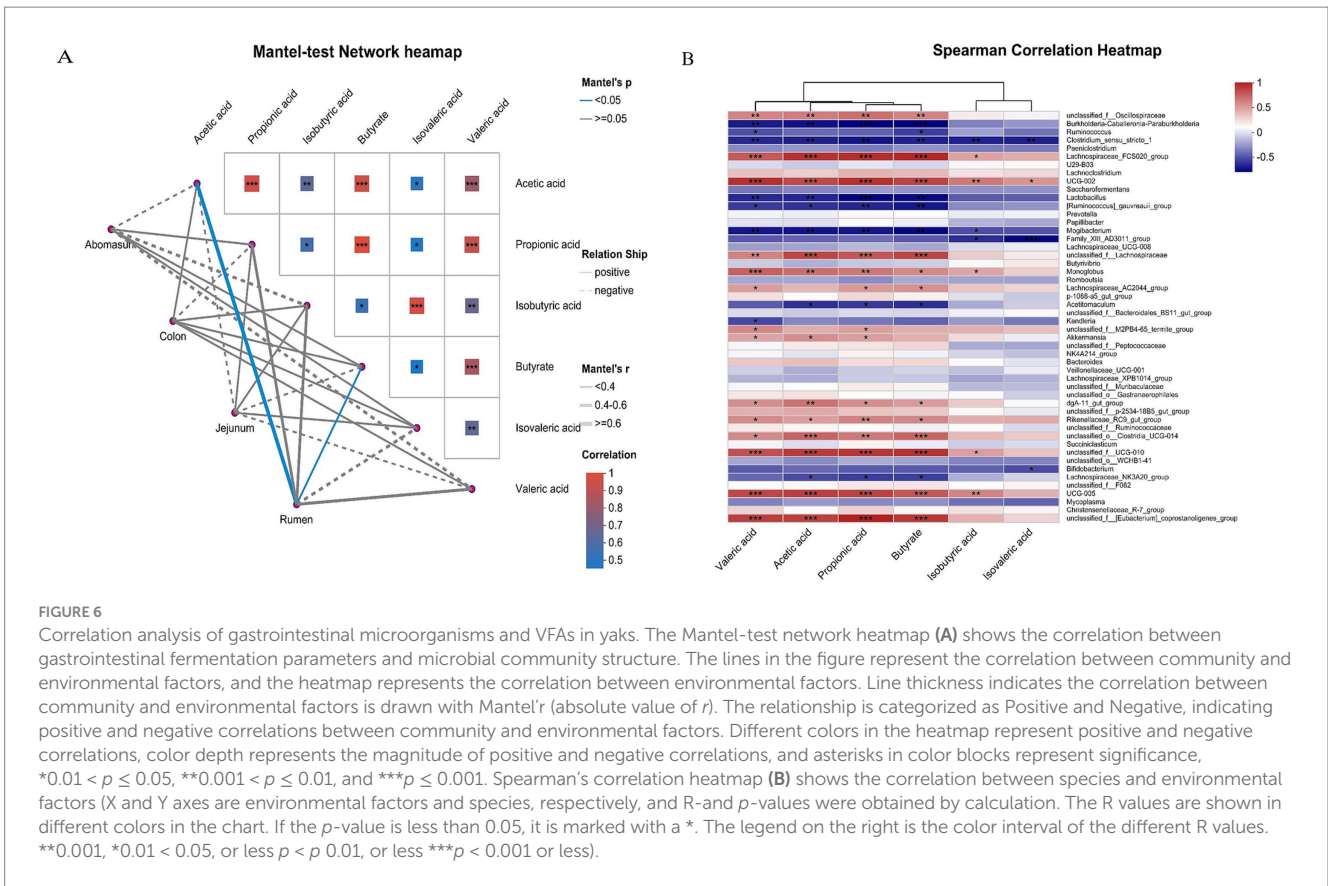 A
Mantel-test Network heamap
Acetic acid
Propionic acid
Isobutyric acid
Butyrate
Isovaleric acid
Valeric acid
*** ** *** * *** Acetic acid
* *** * *** Propionic acid
* *** ** Isobutyric acid
* *** Butyrate
** Isovaleric acid
Valeric acid
Abomasum
Colon
Jejunum
Rumen
Mantel's p
<0.05
>=0.05
Relation Ship
positive
negative
Mantel's r
<0.4
0.4-0.6
>=0.6
Correlation
1
0.9
0.8
0.7
0.6
0.5
B
Spearman Correlation Heatmap
1
0.5
0
-0.5
** ** ** ** unclassified_f__Oscillospiraceae
** ** *** *** Burkholderia-Caballeronia-Paraburkholderia
* * Ruminococcus
** ** ** ** ** ** Clostridium_sensu_stricto_1
Paeniclostridium
*** *** *** *** * Lachnospiraceae_FCS020_group
U29-B03
Lachnoclostridium
*** *** *** *** ** * UCG-002
Saccharofermentans
** ** *** ** Lactobacillus
* * ** ** [Ruminococcus]_gauvreauii_group
Prevotella
Papillibacter
** ** ** ** * Mogibacterium
* *** Family_XIII_AD3011_group
Lachnospiraceae_UCG-008
** *** *** *** unclassified_f__Lachnospiraceae
Butyrivibrio
*** ** ** * * Monoglobus
Romboutsia
* * * Lachnospiraceae_AC2044_group
p-1088-a5_gut_group
* * * Acetitomaculum
unclassified_f__Bacteroidales_BS11_gut_group
* Kandleria
* * unclassified_f__M2PB4-65_termite_group
* * * Akkermansia
unclassified_f__Peptococcaceae
NK4A214_group
Bacteroides
Veillonellaceae_UCG-001
Lachnospiraceae_XPB1014_group
unclassified_f__Muribaculaceae
unclassified_o__Gastranaerophilales
* ** * * dgA-11_gut_group
unclassified_f__p-2534-18B5_gut_group
* * ** * Rikenellaceae_RC9_gut_group
unclassified_f__Ruminococcaceae
* *** ** *** unclassified_o__Clostridia_UCG-014
Succiniclasticum
*** *** *** *** * unclassified_f__UCG-010
unclassified_o__WCHB1-41
* Bifidobacterium
* * * Lachnospiraceae_NK3A20_group
unclassified_f__F082
*** *** *** *** ** UCG-005
Mycoplasma
Christensenellaceae_R-7_group
*** *** *** *** unclassified_f__[Eubacterium]_coprostanoligenes_group
Valeric acid
Acetic acid
Propionic acid
Butyrate
Isobutyric acid
Isovaleric acid
FIGURE 6
Correlation analysis of gastrointestinal microorganisms and VFAs in yaks. The Mantel-test network heatmap (A) shows the correlation between
gastrointestinal fermentation parameters and microbial community structure. The lines in the figure represent the correlation between community and
environmental factors, and the heatmap represents the correlation between environmental factors. Line thickness indicates the correlation between
community and environmental factors is drawn with Mantel'r (absolute value of r). The relationship is categorized as Positive and Negative, indicating
positive and negative correlations between community and environmental factors. Different colors in the heatmap represent positive and negative
correlations, color depth represents the magnitude of positive and negative correlations, and asterisks in color blocks represent significance,
*0.01 < p ≤ 0.05, **0.001 < p ≤ 0.01, and ***p ≤ 0.001. Spearman's correlation heatmap (B) shows the correlation between species and environmental
factors (X and Y axes are environmental factors and species, respectively, and R-and p-values were obtained by calculation. The R values are shown in
different colors in the chart. If the p-value is less than 0.05, it is marked with a *. The legend on the right is the color interval of the different R values.
**0.001, *0.01 < 0.05, or less p < p 0.01, or less ***p < 0.001 or less).